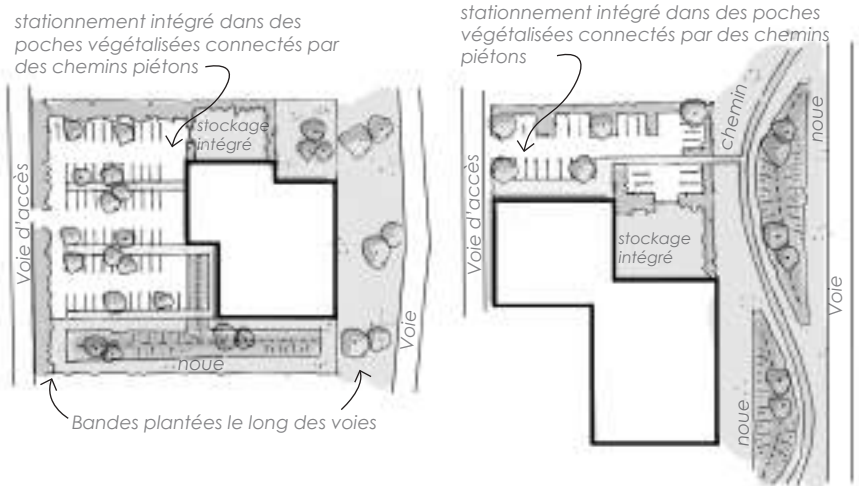 stationnement intégré dans des
poches végétalisées connectés par
des chemins piétons
stockage
intégré
Voie d'accès
Voie
noue
Bandes plantées le long des voies
stationnement intégré dans des poches
végétalisées connectés par des chemins
piétons
chemin
noue
Voie d'accès
stockage
intégré
Voie
noue